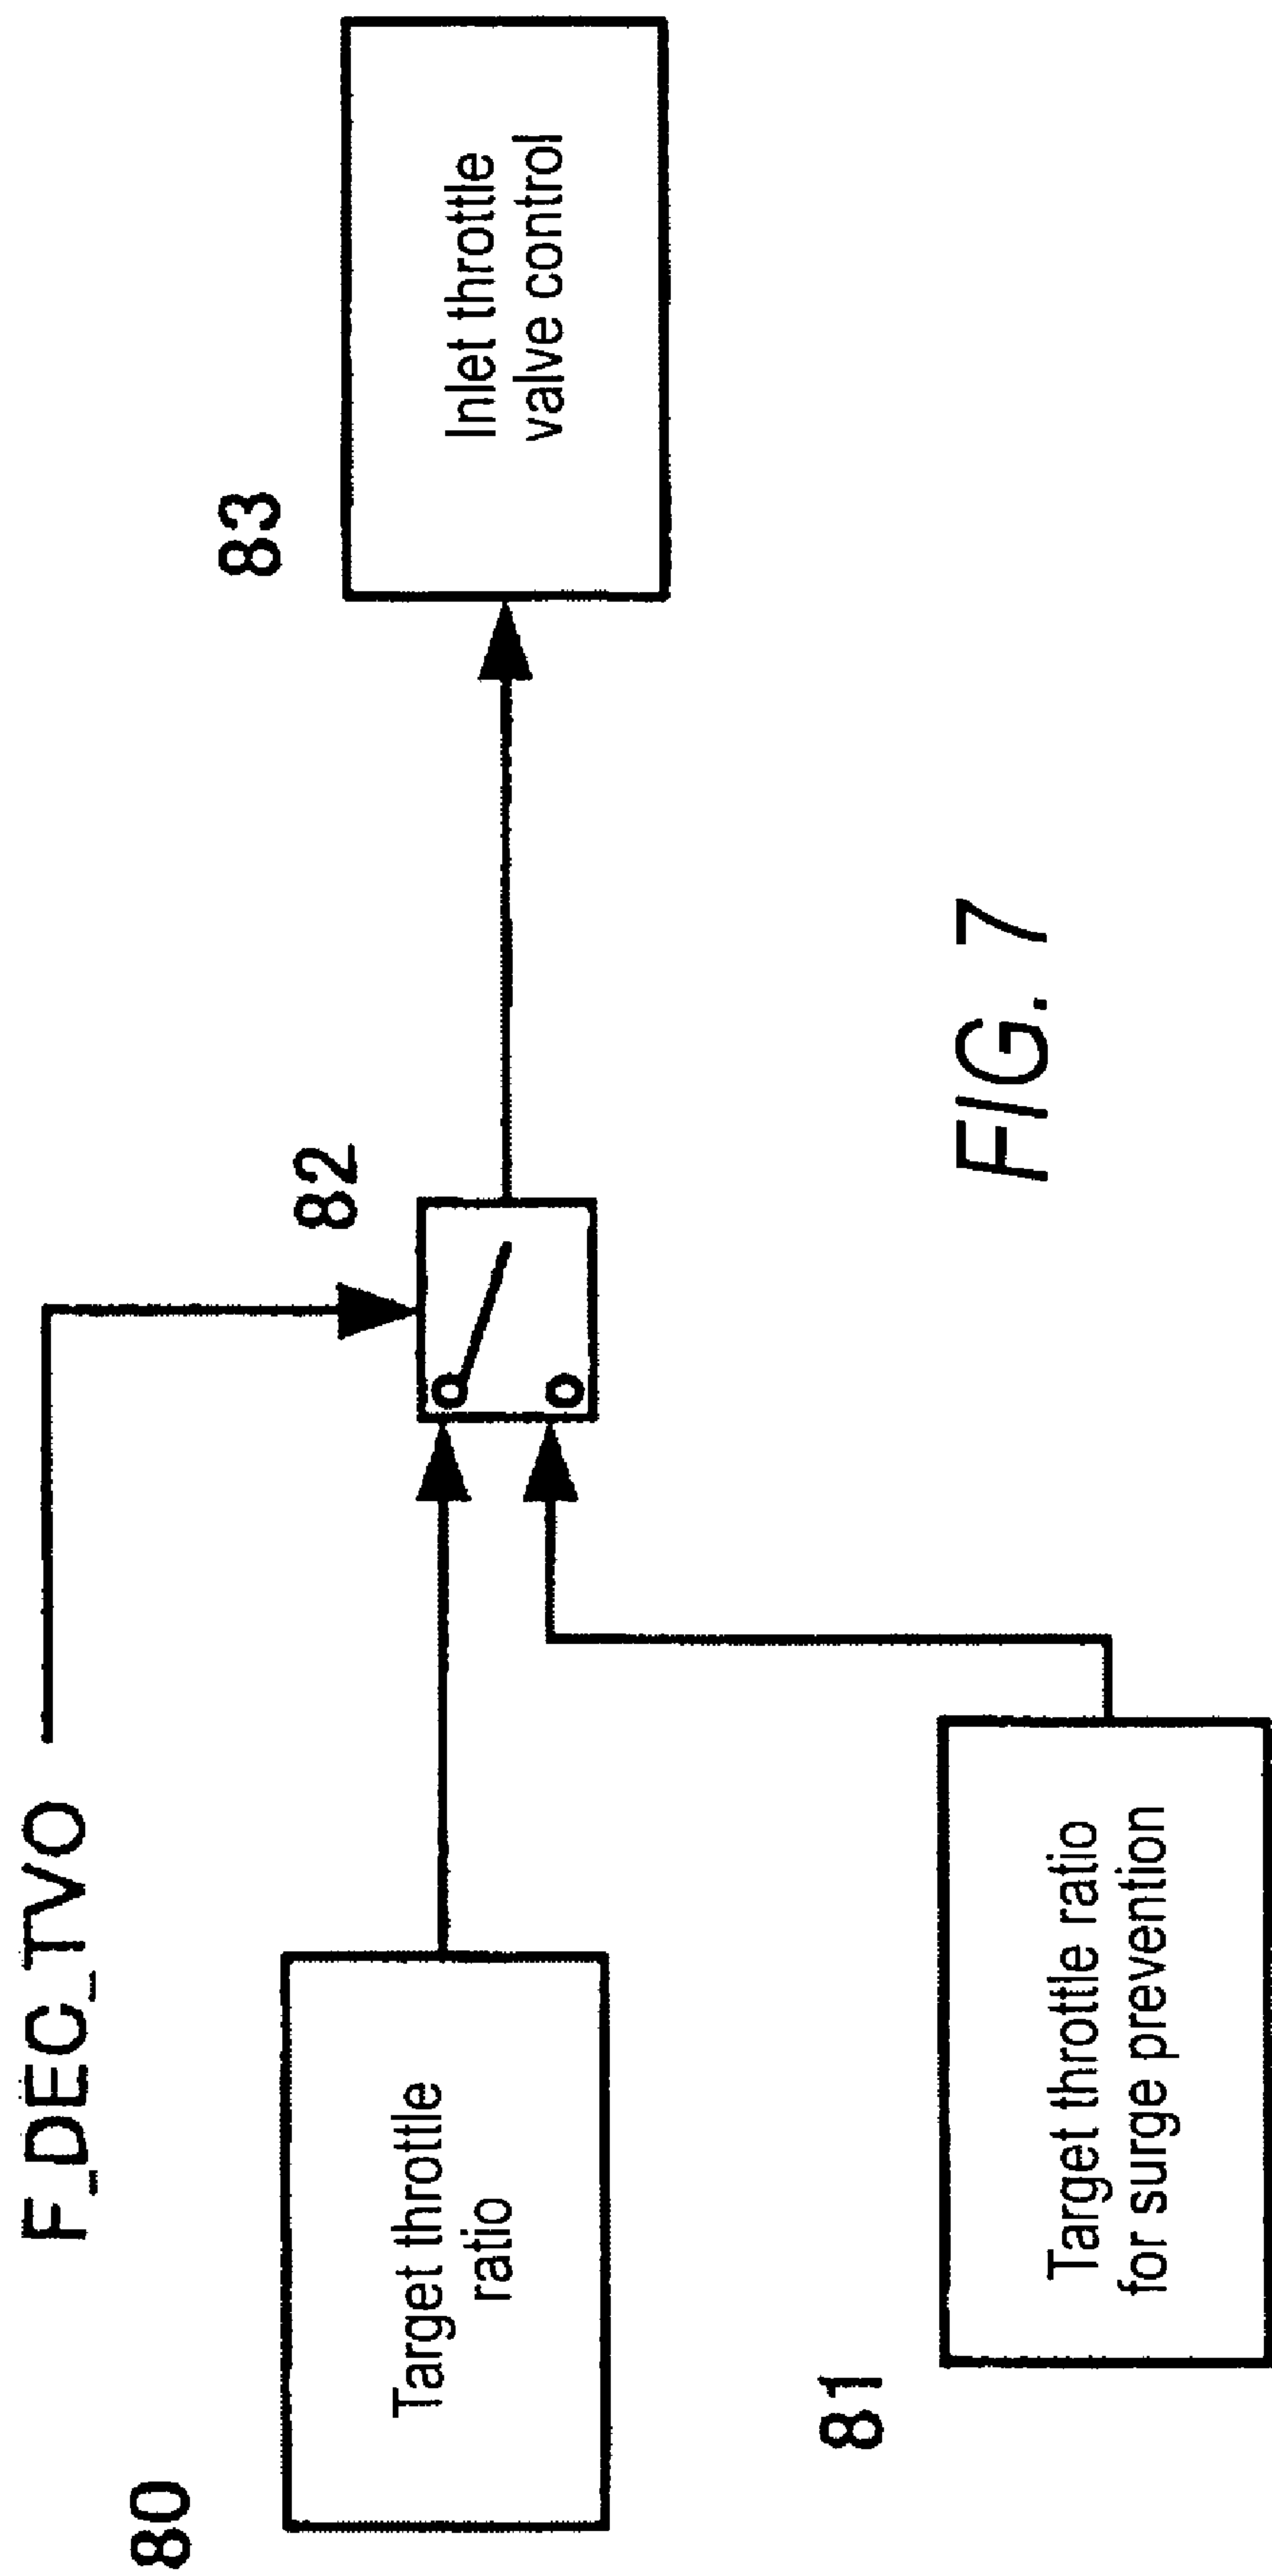 F_DEC_TVO
80
Target throttle
ratio
82
83
Inlet throttle
valve control
81
Target throttle ratio
for surge prevention
FIG. 7